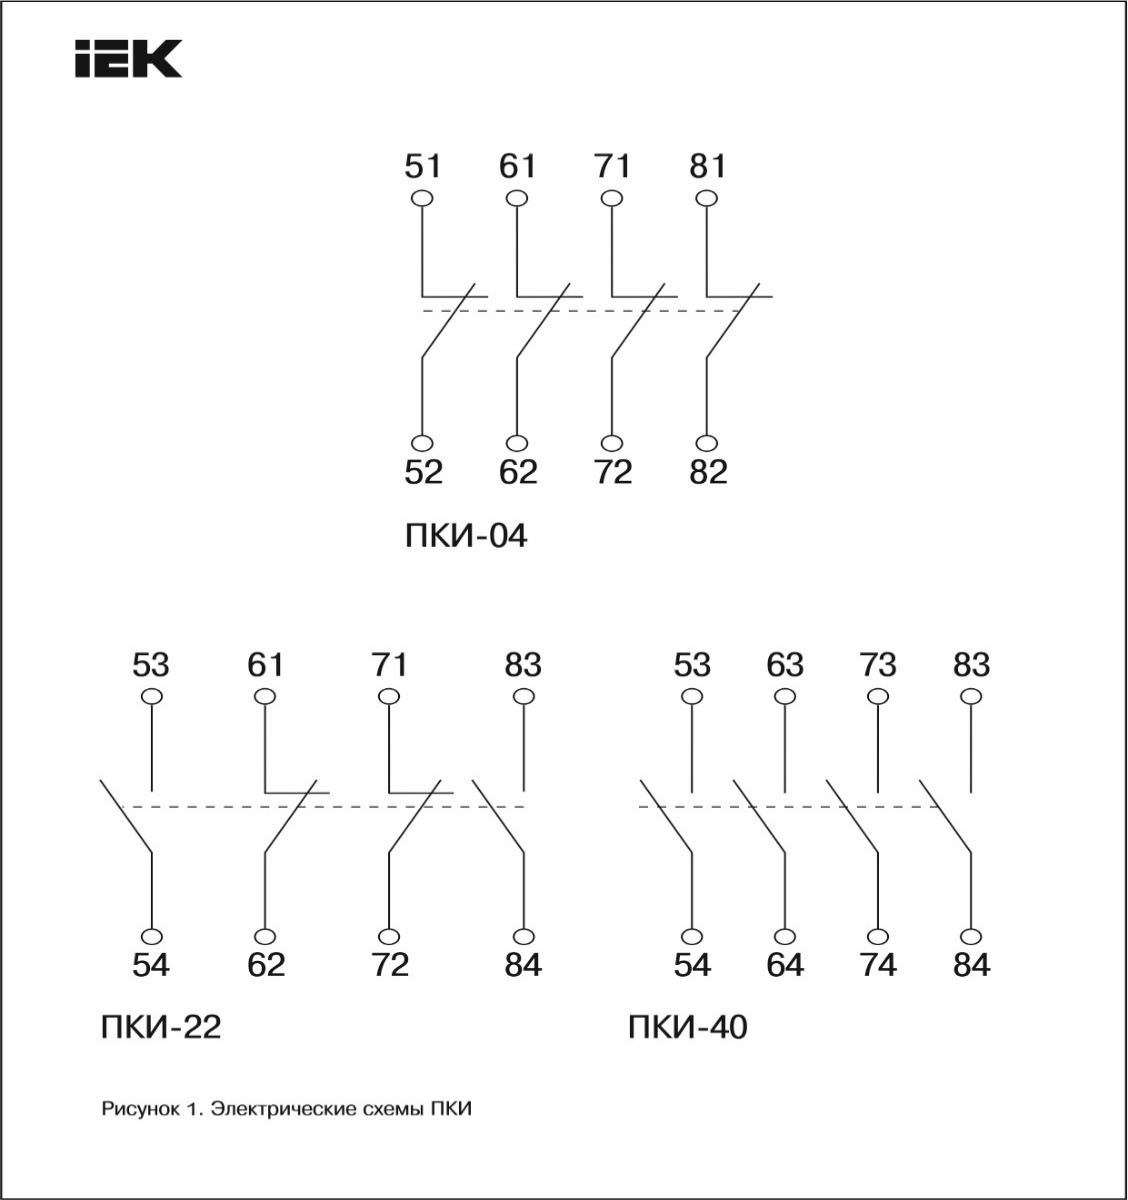 iEK
51 61 71 81
52 62 72 82
ПКИ-04
53 61 71 83
54 62 72 84
ПКИ-22
53 63 73 83
54 64 74 84
ПКИ-40
Рисунок 1. Электрические схемы ПКИ